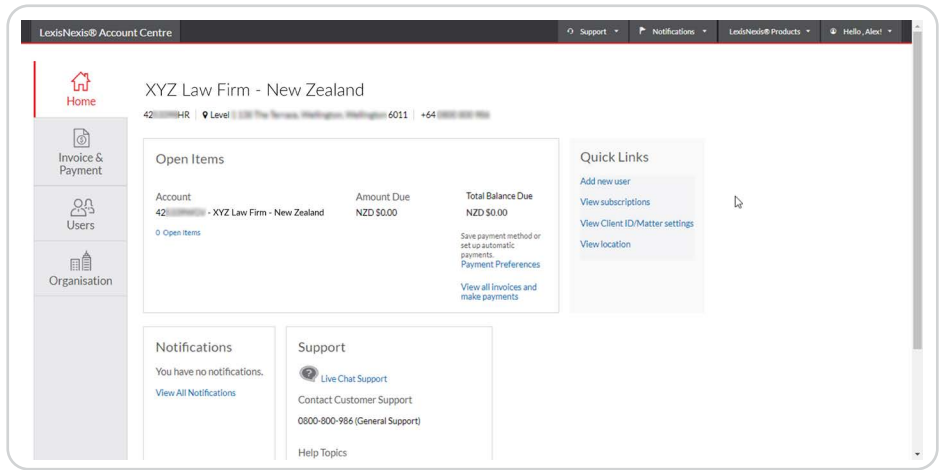 LexisNexis® Account Centre
Support
Notifications
LexisNexis® Products
Hello, Alex!
Home
Invoice &
Payment
Users
Organisation
XYZ Law Firm - New Zealand
42 HR Level 6011 +64
Open Items
Account
Amount Due
Total Balance Due
42 - XYZ Law Firm - New Zealand
NZD $0.00
NZD $0.00
0 Open Items
Save payment method or
set up automatic
payments.
Payment Preferences
View all invoices and
make payments
Quick Links
Add new user
View subscriptions
View Client ID/Matter settings
View location
Notifications
You have no notifications.
View All Notifications
Support
Live Chat Support
Contact Customer Support
0800-800-986 (General Support)
Help Topics